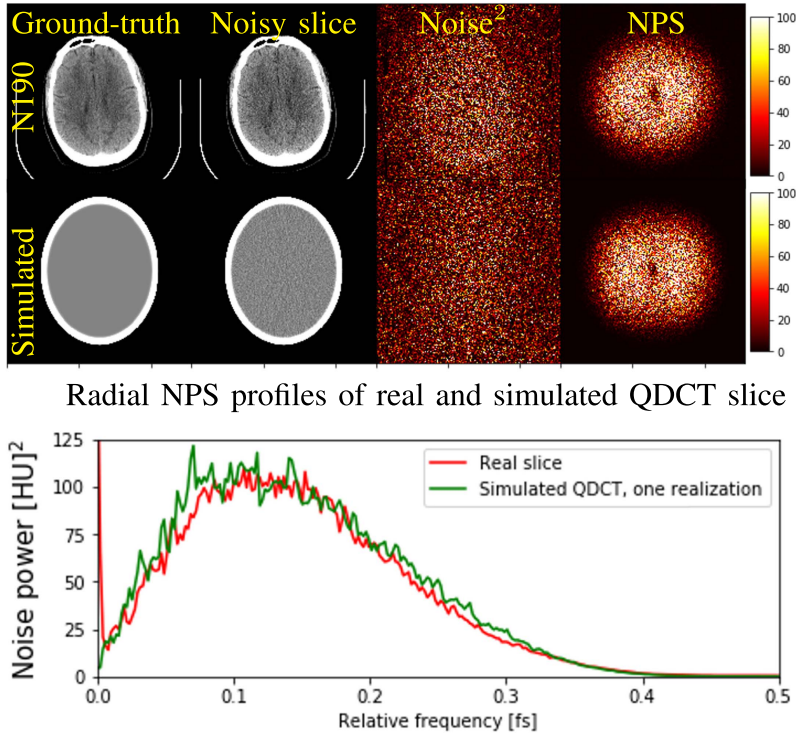 Ground-truth Noisy slice Noise² NPS
N190
100
80
60
40
20
0
Simulated
100
80
60
40
20
0
Radial NPS profiles of real and simulated QDCT slice
Noise power [HU]²
125
100
75
50
25
0
Real slice
Simulated QDCT, one realization
0.0 0.1 0.2 0.3 0.4 0.5
Relative frequency [fs]